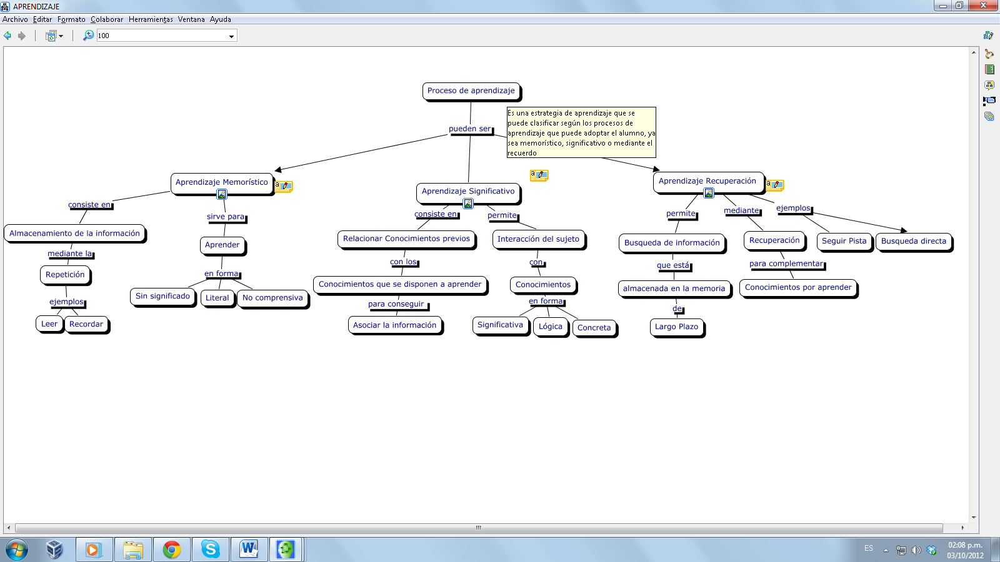 APRENDIZAJE
Archivo Editar Formato Colaborar Herramientas Ventana Ayuda
100
Proceso de aprendizaje
pueden ser
Es una estrategia de aprendizaje que se
puede clasificar según los procesos de
aprendizaje que puede adoptar el alumno, ya
sea memorístico, significativo o mediante el
recuerdo
Aprendizaje Memorístico
consiste en
Almacenamiento de la información
mediante la
Repetición
ejemplos
Leer
Recordar
sirve para
Aprender
en forma
Sin significado
Literal
No comprensiva
Aprendizaje Significativo
consiste en
Relacionar Conocimientos previos
con los
Conocimientos que se disponen a aprender
para conseguir
Asociar la información
permite
Interacción del sujeto
con
Conocimientos
en forma
Significativa
Lógica
Concreta
Aprendizaje Recuperación
permite
Busqueda de información
que está
almacenada en la memoria
de
Largo Plazo
mediante
Recuperación
para complementar
Conocimientos por aprender
ejemplos
Seguir Pista
Busqueda directa
ES
02:08 p.m.
03/10/2012